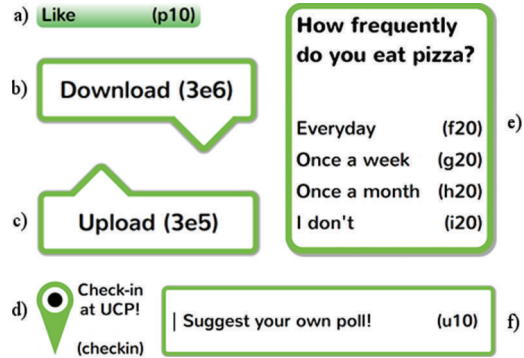 a) Like (p10)
b) Download (3e6)
c) Upload (3e5)
d) Check-in
at UCP!
(checkin)
How frequently
do you eat pizza?
Everyday (f20)
Once a week (g20)
Once a month (h20)
I don't (i20)
e)
| Suggest your own poll! (u10) f)